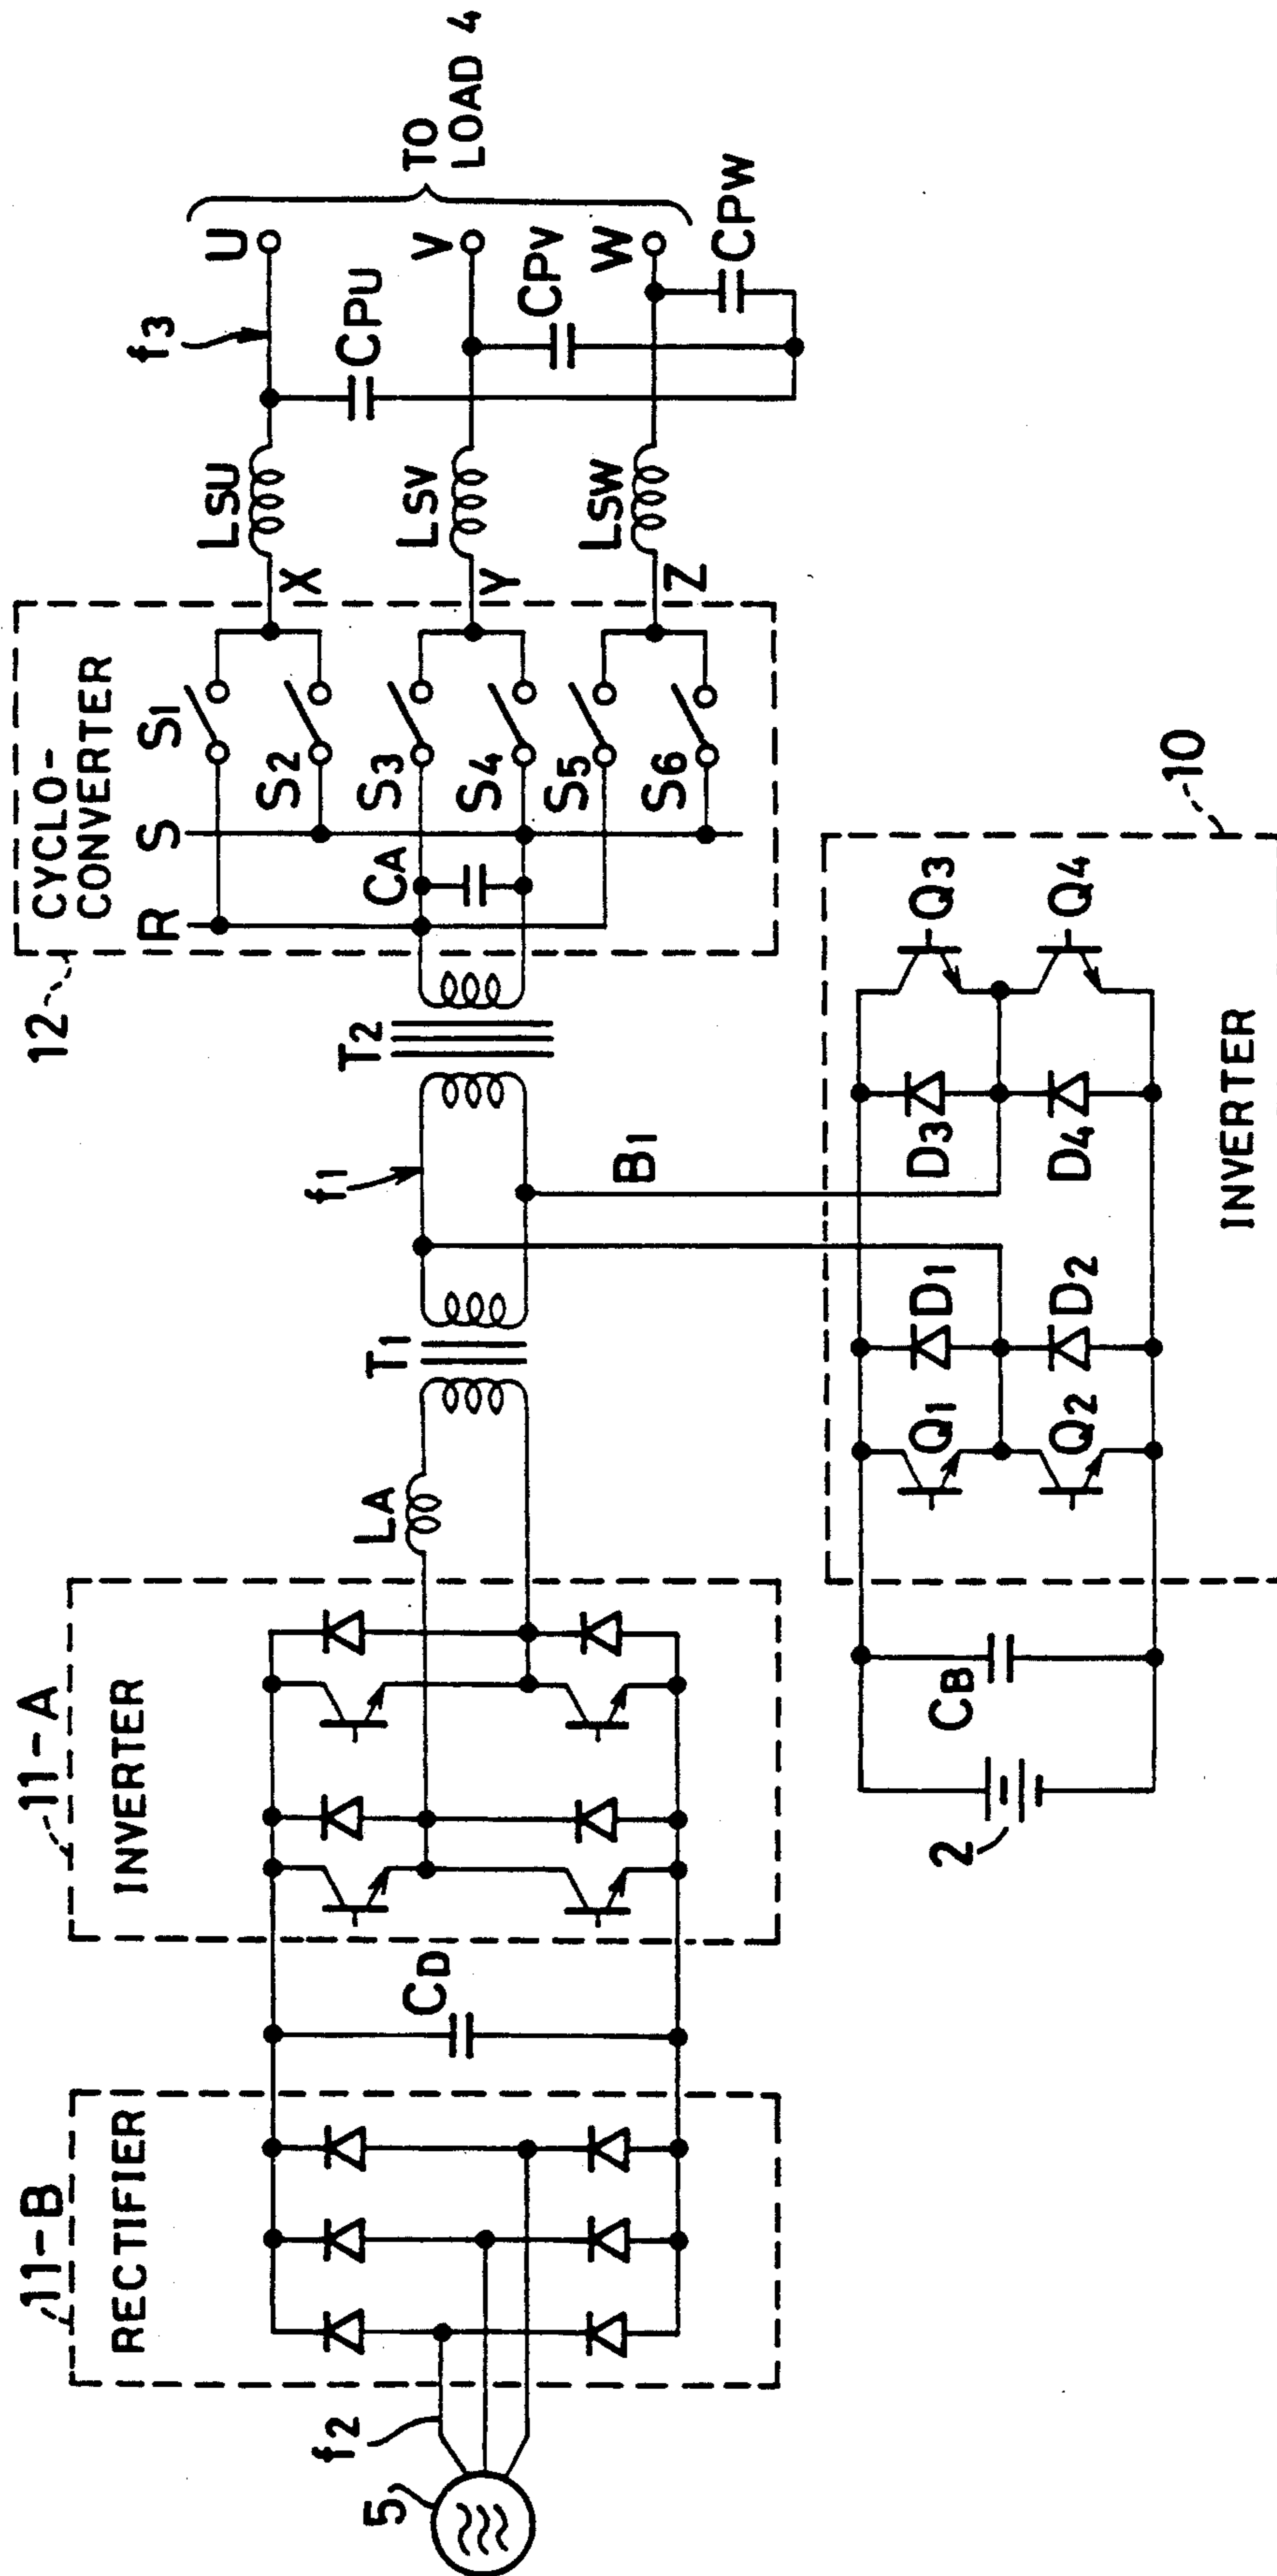 11-B
RECTIFIER
11-A
INVERTER
12
CYCLO-
CONVERTER
R
S
S1
S2
S3
S4
S5
S6
CA
X
Y
Z
LSU
LSV
LSW
f3
CPU
CPV
CPW
U
V
W
TO
LOAD 4
5
f2
CD
LA
T1
f1
T2
B1
2
CB
10
Q1
Q2
D1
D2
D3
D4
Q3
Q4
INVERTER